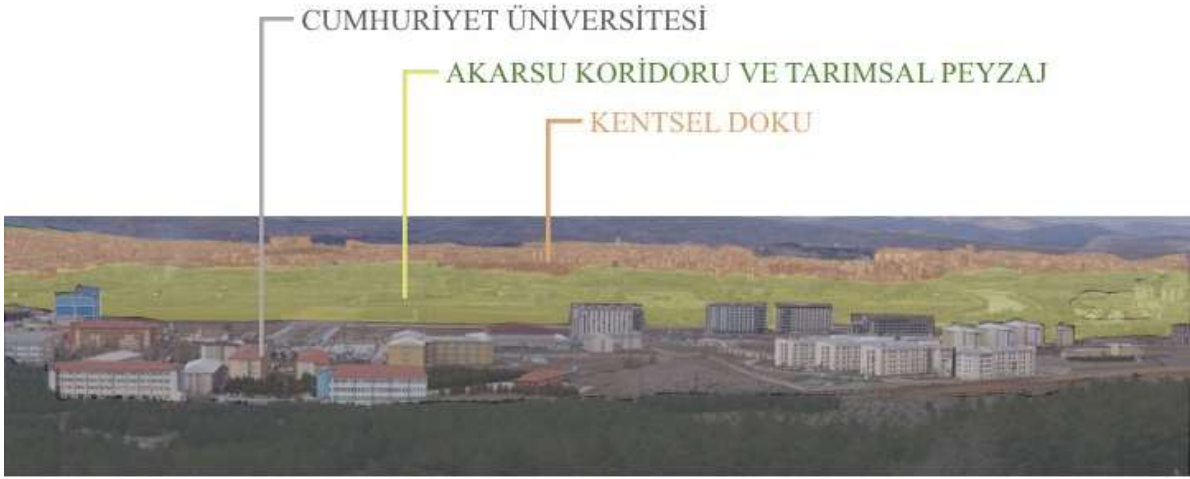 CUMHURİYET ÜNİVERSİTESİ
AKARSU KORİDORU VE TARIMSAL PEYZAJ
KENTSEL DOKU